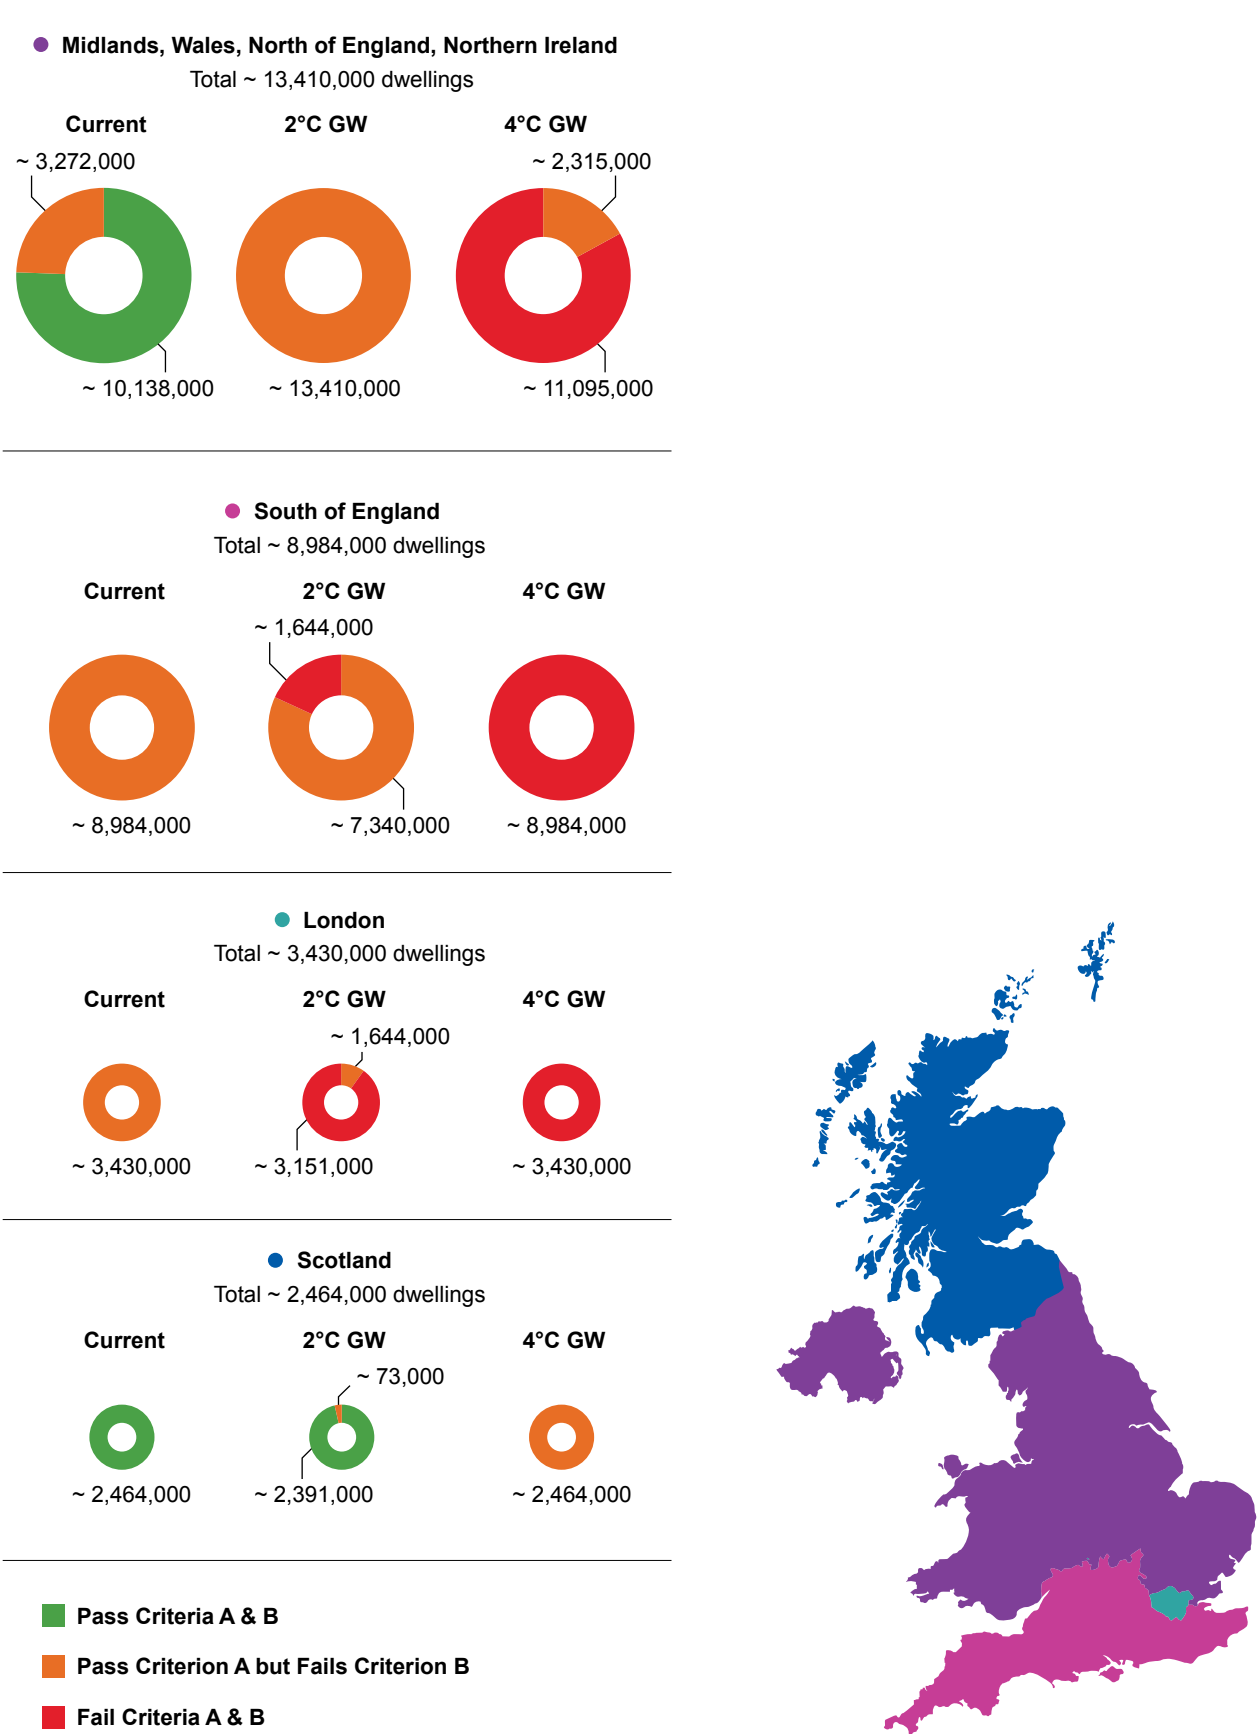 Midlands, Wales, North of England, Northern Ireland
Total ~ 13,410,000 dwellings
Current
2°C GW
4°C GW
~ 3,272,000
~ 2,315,000
~ 10,138,000
~ 13,410,000
~ 11,095,000
South of England
Total ~ 8,984,000 dwellings
Current
2°C GW
4°C GW
~ 1,644,000
~ 8,984,000
~ 7,340,000
~ 8,984,000
London
Total ~ 3,430,000 dwellings
Current
2°C GW
4°C GW
~ 1,644,000
~ 3,430,000
~ 3,151,000
~ 3,430,000
Scotland
Total ~ 2,464,000 dwellings
Current
2°C GW
4°C GW
~ 73,000
~ 2,464,000
~ 2,391,000
~ 2,464,000
Pass Criteria A & B
Pass Criterion A but Fails Criterion B
Fail Criteria A & B